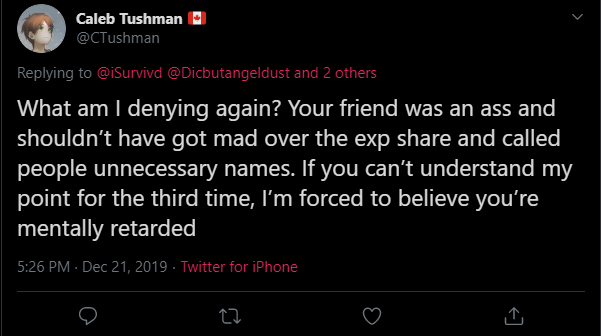 Caleb Tushman 🇨🇦
@CTushman
Replying to @iSurvivd @Dicbutangeldust and 2 others
What am I denying again? Your friend was an ass and
shouldn’t have got mad over the exp share and called
people unnecessary names. If you can’t understand my
point for the third time, I’m forced to believe you’re
mentally retarded
5:26 PM · Dec 21, 2019 · Twitter for iPhone